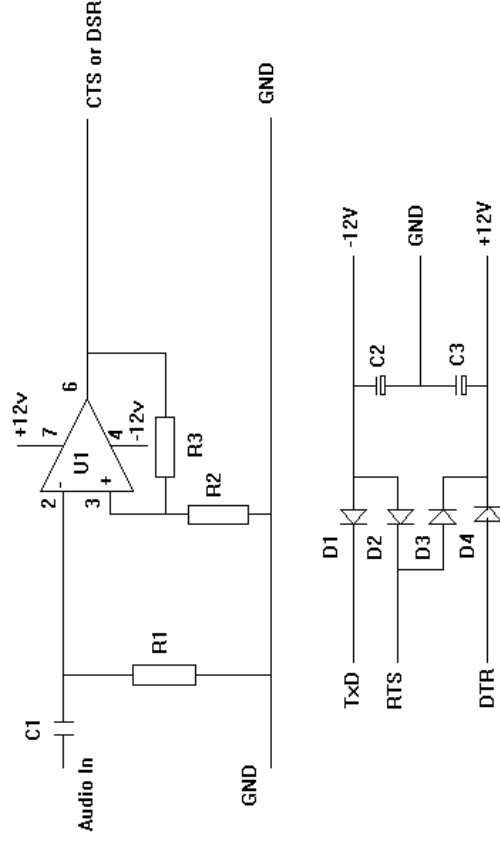 CTS or DSR
+12v
7
6
2
-
U1
3
+
4
-12v
R3
R2
GND
C1
R1
Audio In
GND
-12V
C2
GND
C3
+12V
D1
D2
D3
D4
TxD
RTS
DTR